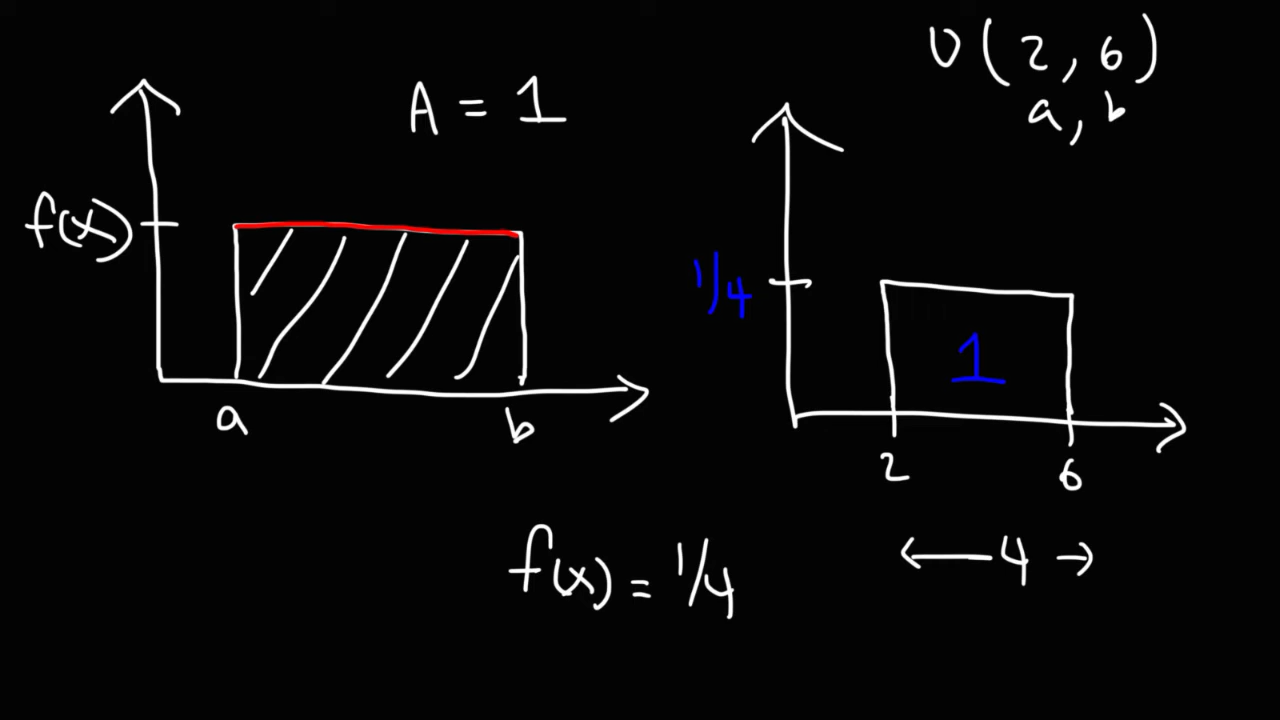 U(2,6)
a,b
A = 1
f(x)
1/4
1
a
b
2
6
4
f(x) = 1/4